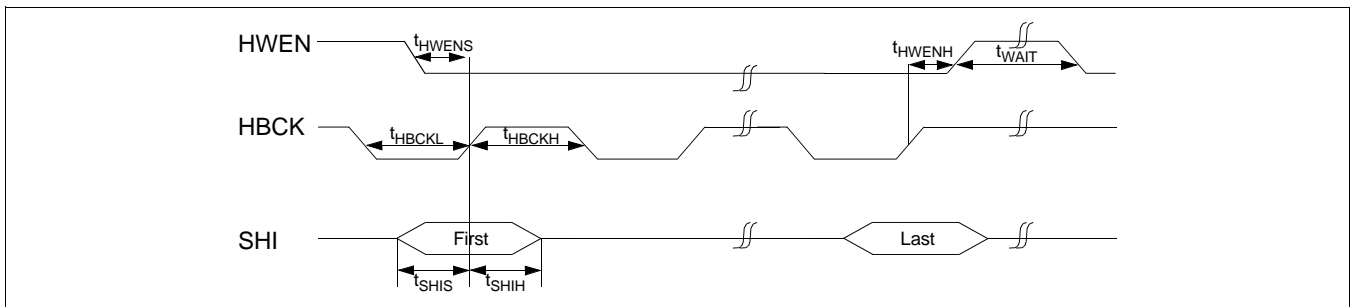 HWEN
tHWENS
tHWENH
tWAIT
HBCK
tHBCKL
tHBCKH
SHI
First
Last
tSHIS
tSHIH